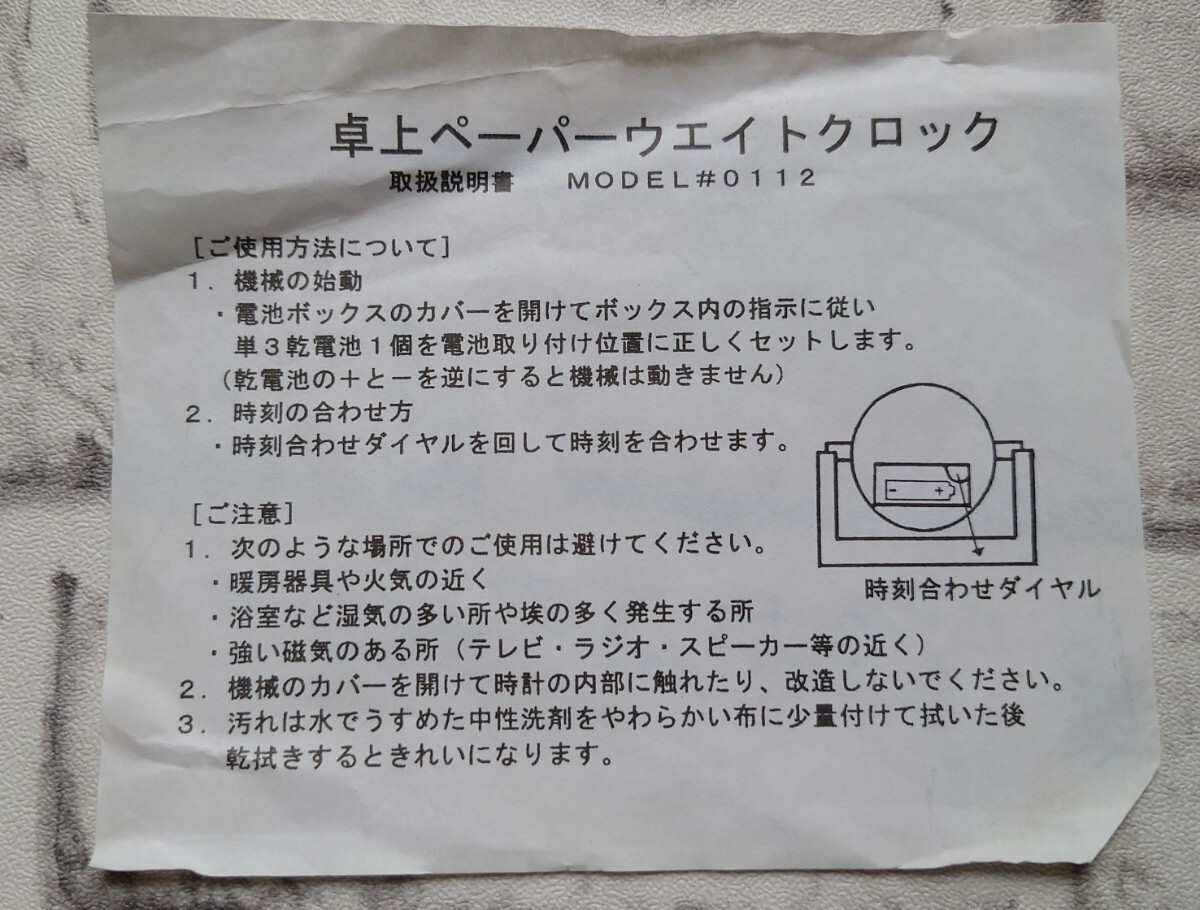 卓上ペーパーウエイトクロック
取扱説明書 MODEL#0112
[ご使用方法について]
1. 機械の始動
・電池ボックスのカバーを開けてボックス内の指示に従い
単3乾電池1個を電池取り付け位置に正しくセットします。
(乾電池の+と−を逆にすると機械は動きません)
2. 時刻の合わせ方
・時刻合わせダイヤルを回して時刻を合わせます。
− +
時刻合わせダイヤル
[ご注意]
1. 次のような場所でのご使用は避けてください。
・暖房器具や火気の近く
・浴室など湿気の多い所や埃の多く発生する所
・強い磁気のある所(テレビ・ラジオ・スピーカー等の近く)
2. 機械のカバーを開けて時計の内部に触れたり、改造しないでください。
3. 汚れは水でうすめた中性洗剤をやわらかい布に少量付けて拭いた後
乾拭きするときれいになります。